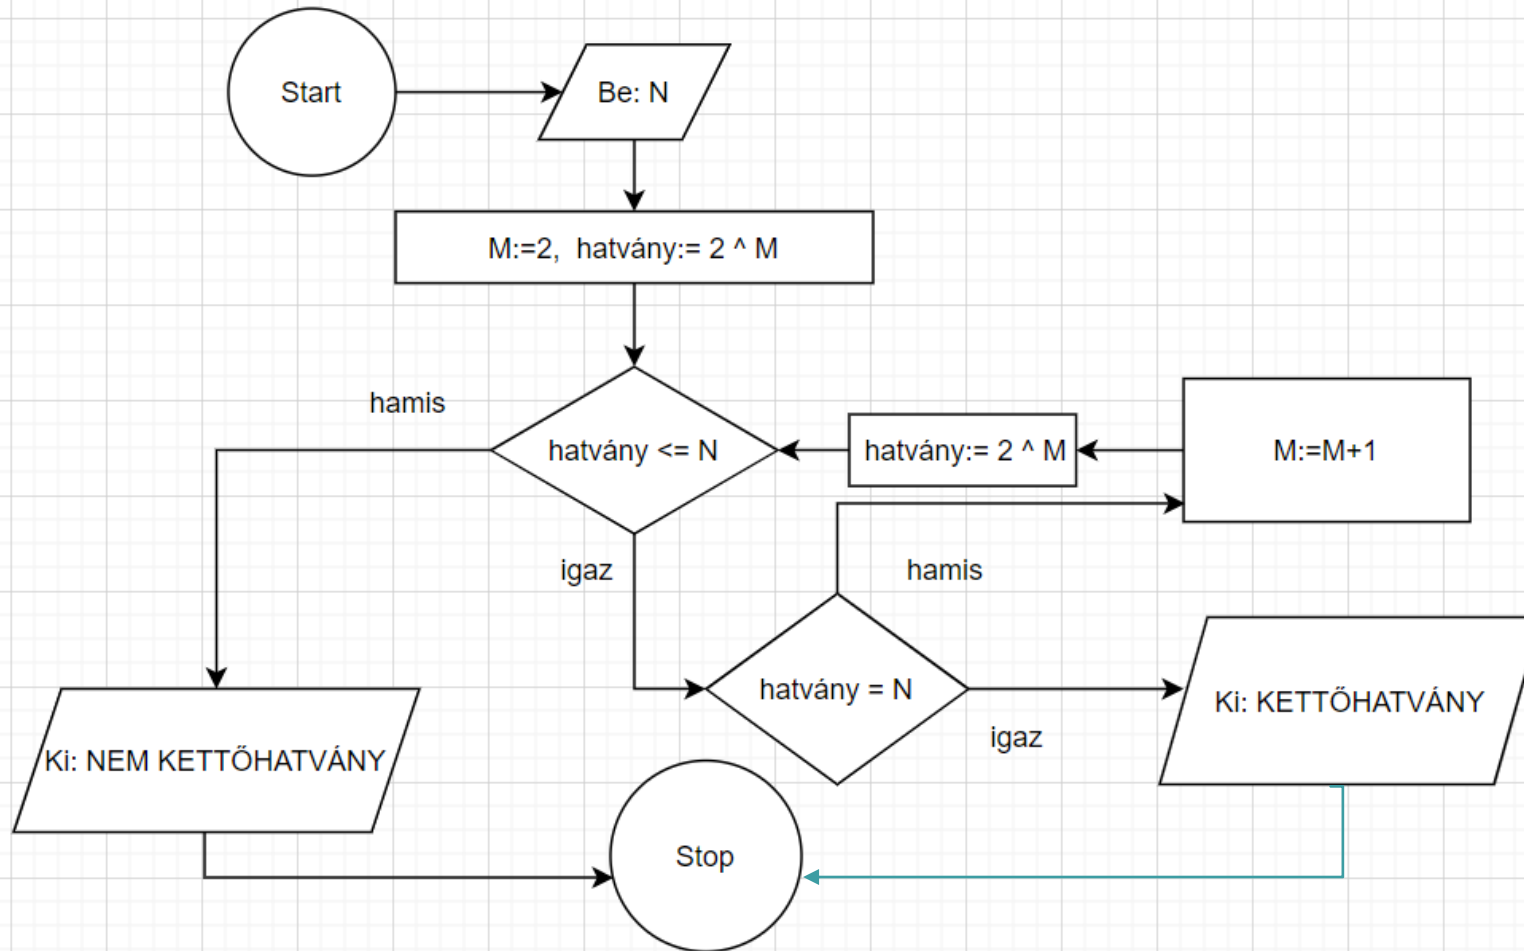 Start
Be: N
M:=2,  hatvány:= 2 ^ M
hamis
hatvány <= N
hatvány:= 2 ^ M
M:=M+1
igaz
hamis
hatvány = N
igaz
Ki: KETTŐHATVÁNY
Ki: NEM KETTŐHATVÁNY
Stop